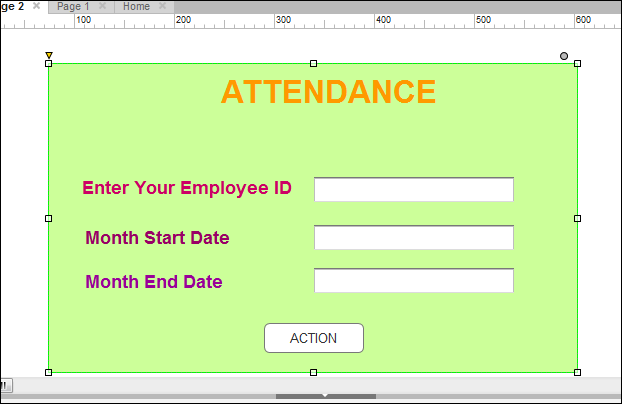 ge 2 Page 1 Home
100 200 300 400 500 600
ATTENDANCE
Enter Your Employee ID
Month Start Date
Month End Date
ACTION